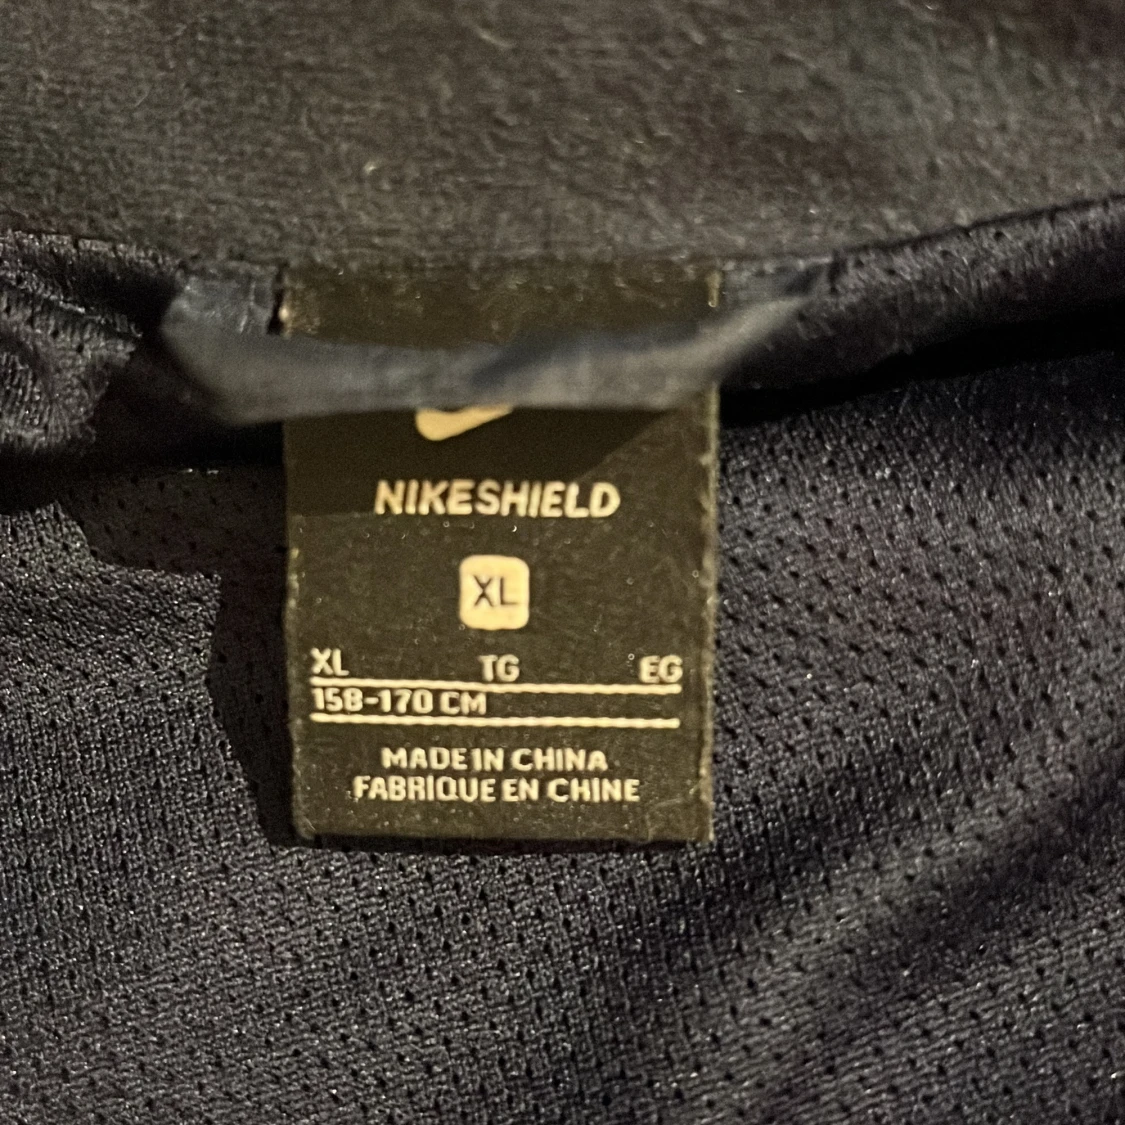 NIKESHIELD
XL
XL TG EG
158-170 CM
MADE IN CHINA
FABRIQUE EN CHINE